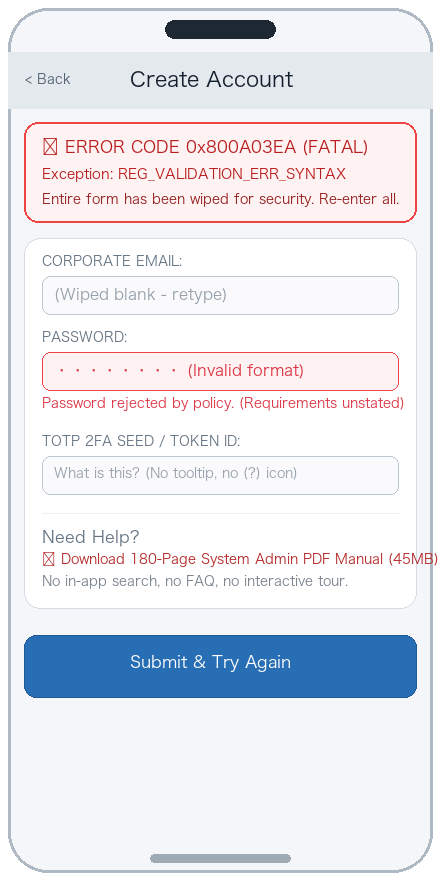 < Back
Create Account
ERROR CODE 0x800A03EA (FATAL)
Exception: REG_VALIDATION_ERR_SYNTAX
Entire form has been wiped for security. Re-enter all.
CORPORATE EMAIL:
(Wiped blank - retype)
PASSWORD:
・・・・・・・・ (Invalid format)
Password rejected by policy. (Requirements unstated)
TOTP 2FA SEED / TOKEN ID:
What is this? (No tooltip, no (?) icon)
Need Help?
Download 180-Page System Admin PDF Manual (45MB)
No in-app search, no FAQ, no interactive tour.
Submit & Try Again